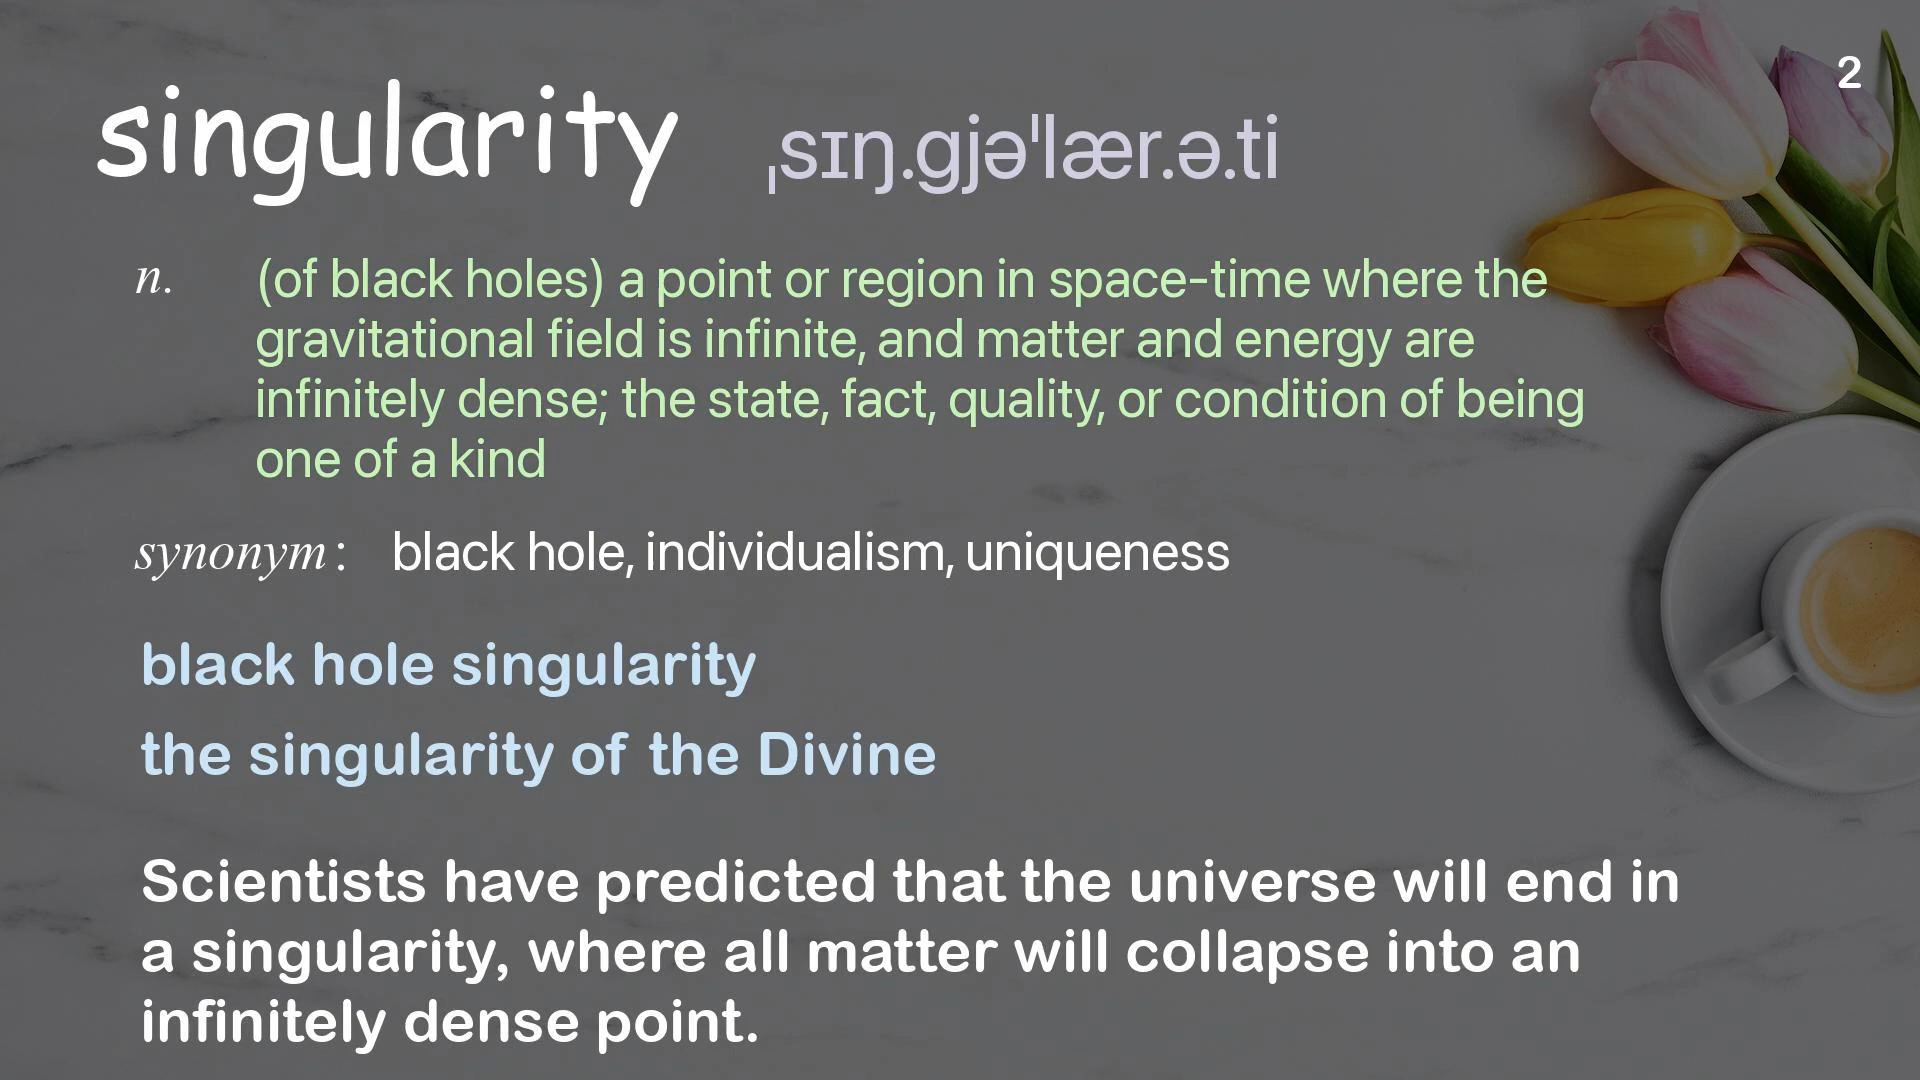 2
singularity ˌsɪŋ.gjəˈlær.ə.ti
n. (of black holes) a point or region in space-time where the
gravitational field is infinite, and matter and energy are
infinitely dense; the state, fact, quality, or condition of being
one of a kind
synonym: black hole, individualism, uniqueness
black hole singularity
the singularity of the Divine
Scientists have predicted that the universe will end in
a singularity, where all matter will collapse into an
infinitely dense point.